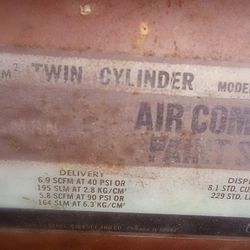 M² TWIN CYLINDER MODE
AIR COM
PAINT S
DELIVERY
6.9 SCFM AT 40 PSI OR
195 SLM AT 2.8 KG/CM²
5.8 SCFM AT 90 PSI OR
164 SLM AT 6.3 KG/CM²
DISP
8.1 STD. CU
229 STD. L